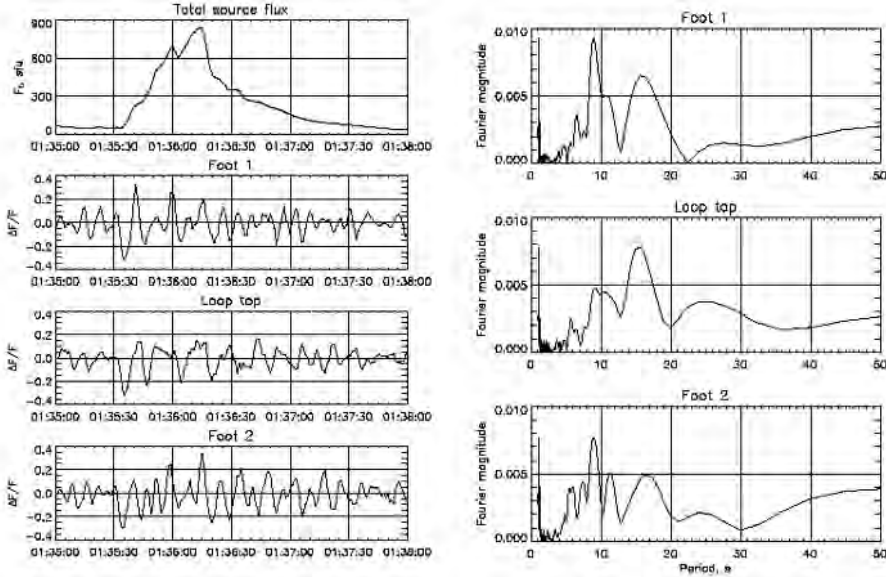 Total source flux
900
600
300
0
F, sfu
01:35:00 01:35:30 01:36:00 01:36:30 01:37:00 01:37:30 01:38:00
Foot 1
0.4
0.2
0.0
-0.2
-0.4
ΔF/F
01:35:00 01:35:30 01:36:00 01:36:30 01:37:00 01:37:30 01:38:00
Loop top
0.4
0.2
0.0
-0.2
-0.4
ΔF/F
01:35:00 01:35:30 01:36:00 01:36:30 01:37:00 01:37:30 01:38:00
Foot 2
0.4
0.2
0.0
-0.2
-0.4
ΔF/F
01:35:00 01:35:30 01:36:00 01:36:30 01:37:00 01:37:30 01:38:00
Foot 1
0.010
0.005
0.000
Fourier magnitude
0 10 20 30 40 50
Loop top
0.010
0.005
0.000
Fourier magnitude
0 10 20 30 40 50
Foot 2
0.010
0.005
0.000
Fourier magnitude
0 10 20 30 40 50
Period, s